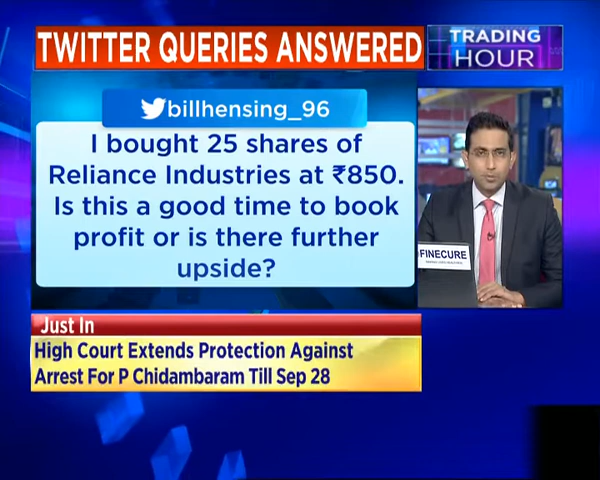 TWITTER QUERIES ANSWERED
TRADING
HOUR
billhensing_96
I bought 25 shares of
Reliance Industries at ₹850.
Is this a good time to book
profit or is there further
upside?
FINECURE
Just In
High Court Extends Protection Against
Arrest For P Chidambaram Till Sep 28